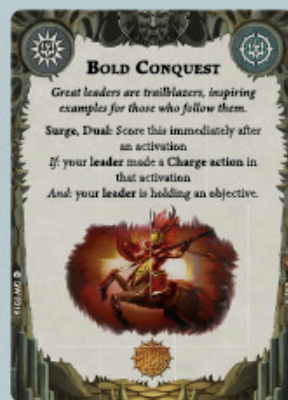 BOLD CONQUEST
Great leaders are trailblazers, inspiring
examples for those who follow them.
Surge, Dual: Score this immediately after
an activation
If: your leader made a Charge action in
that activation
And: your leader is holding an objective.